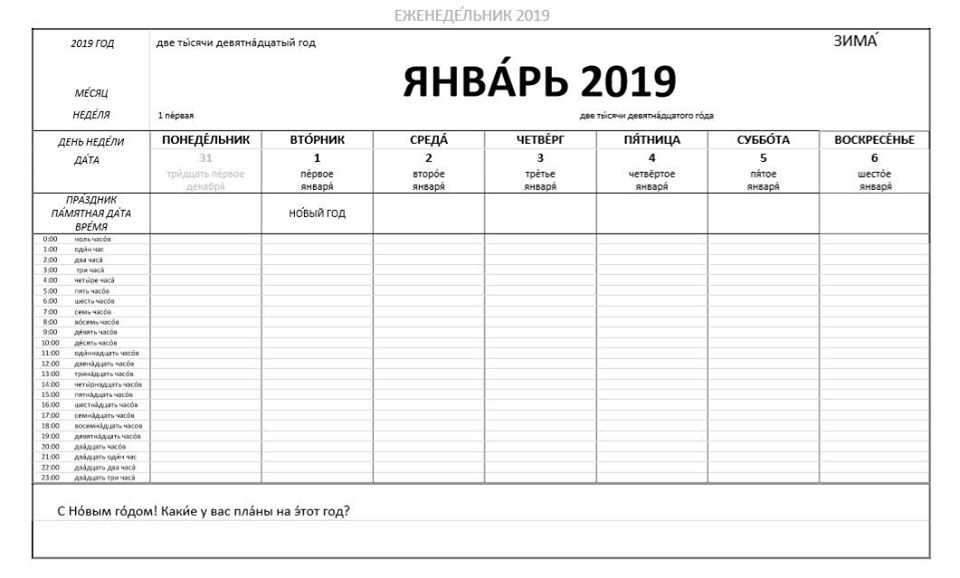 ЕЖЕНЕДЕ́ЛЬНИК 2019
2019 ГОД две ты́сячи девятна́дцатый год ЗИМА́
ЯНВА́РЬ 2019
МЕ́СЯЦ
НЕДЕ́ЛЯ 1 пе́рвая две ты́сячи девятна́дцатого го́да
ДЕНЬ НЕДЕ́ЛИ ПОНЕДЕ́ЛЬНИК ВТО́РНИК СРЕДА́ ЧЕТВЕ́РГ ПЯ́ТНИЦА СУББО́ТА ВОСКРЕСЕ́НЬЕ
ДА́ТА 31 1 2 3 4 5 6
три́дцать пе́рвое пе́рвое второ́е тре́тье четвёртое пя́тое шесто́е
декабря́ января́ января́ января́ января́ января́ января́
ПРА́ЗДНИК
ПА́МЯТНАЯ ДА́ТА НО́ВЫЙ ГОД
ВРЕ́МЯ
0:00 ноль часо́в
1:00 оди́н час
2:00 два часа́
3:00 три часа́
4:00 четы́ре часа́
5:00 пять часо́в
6:00 шесть часо́в
7:00 семь часо́в
8:00 во́семь часо́в
9:00 де́вять часо́в
10:00 де́сять часо́в
11:00 оди́ннадцать часо́в
12:00 двена́дцать часо́в
13:00 трина́дцать часо́в
14:00 четы́рнадцать часо́в
15:00 пятна́дцать часо́в
16:00 шестна́дцать часо́в
17:00 семна́дцать часо́в
18:00 восемна́дцать часов
19:00 девятна́дцать часо́в
20:00 два́дцать часо́в
21:00 два́дцать оди́н час
22:00 два́дцать два часа́
23:00 два́дцать три часа́
С Но́вым го́дом! Каки́е у вас пла́ны на э́тот год?